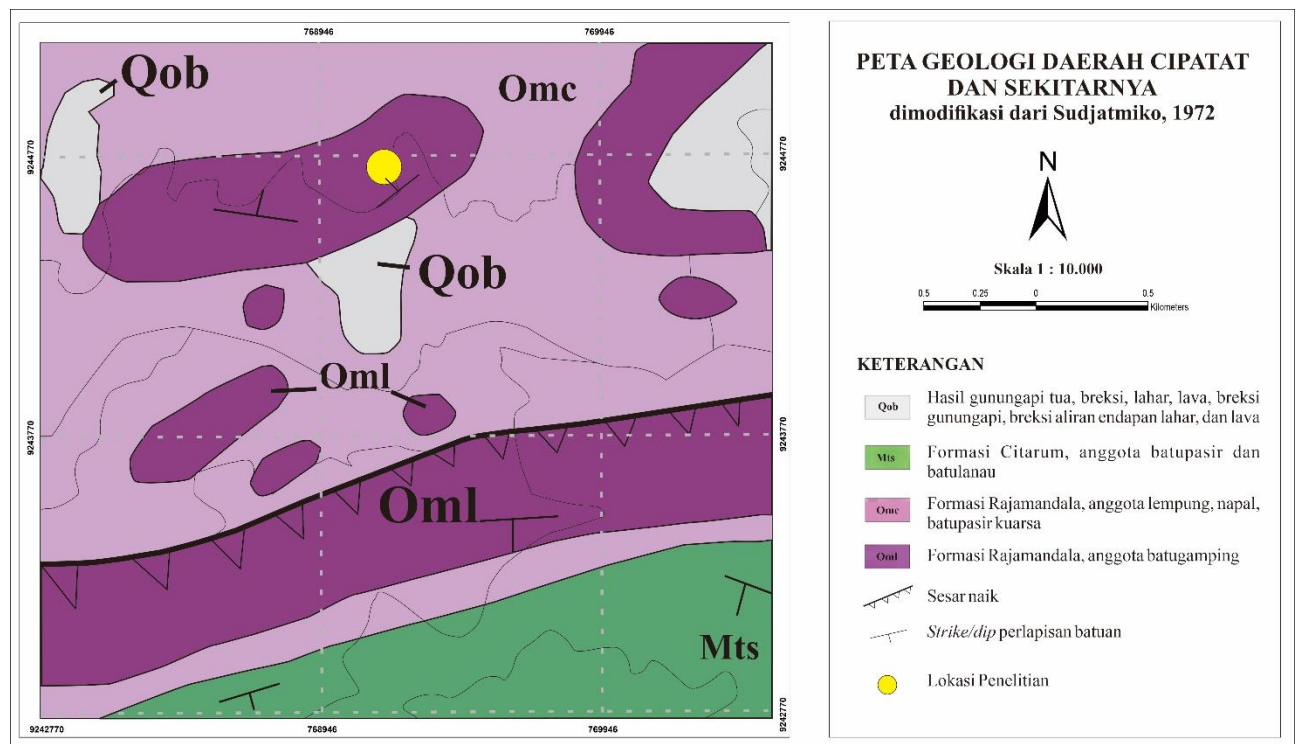 768946
769946
Qob
Omc
9244770
9244770
Qob
Oml
9243770
9243770
Oml
Mts
9242770
9242770
768946
769946
PETA GEOLOGI DAERAH CIPATAT
DAN SEKITARNYA
dimodifikasi dari Sudjatmiko, 1972
N
Skala 1 : 10.000
0.5 0.25 0 0.5
Kilometers
KETERANGAN
Qob
Hasil gunungapi tua, breksi, lahar, lava, breksi
gunungapi, breksi aliran endapan lahar, dan lava
Mts
Formasi Citarum, anggota batupasir dan
batulanau
Omc
Formasi Rajamandala, anggota lempung, napal,
batupasir kuarsa
Oml
Formasi Rajamandala, anggota batugamping
Sesar naik
Strike/dip perlapisan batuan
Lokasi Penelitian